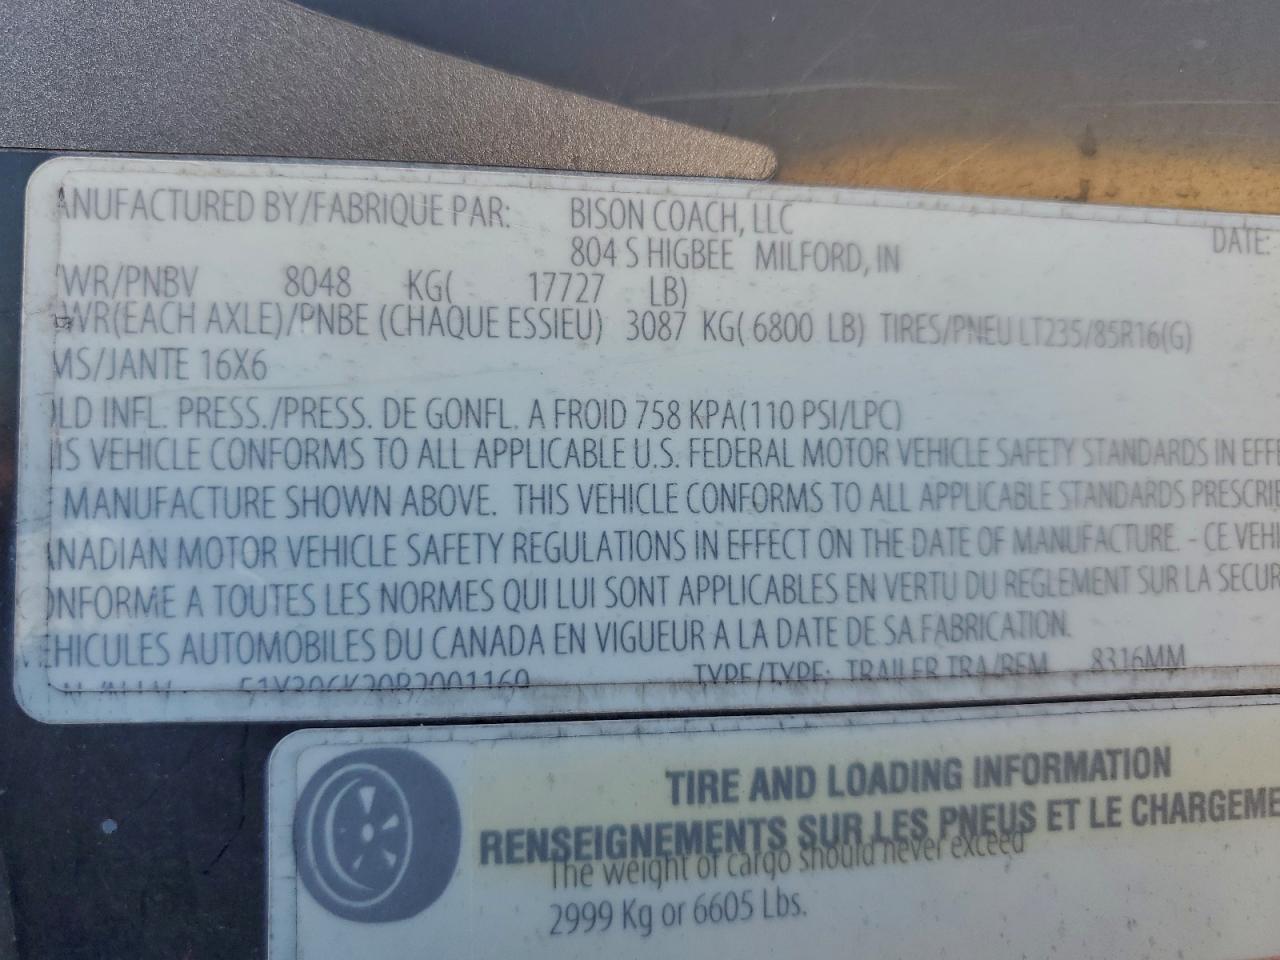 ANUFACTURED BY/FABRIQUE PAR: BISON COACH, LLC
804 S HIGBEE MILFORD, IN DATE:
WR/PNBV 8048 KG( 17727 LB)
WR(EACH AXLE)/PNBE (CHAQUE ESSIEU) 3087 KG( 6800 LB) TIRES/PNEU LT235/85R16(G)
MS/JANTE 16X6
LD INFL. PRESS./PRESS. DE GONFL. A FROID 758 KPA(110 PSI/LPC)
IS VEHICLE CONFORMS TO ALL APPLICABLE U.S. FEDERAL MOTOR VEHICLE SAFETY STANDARDS IN EFFE
MANUFACTURE SHOWN ABOVE. THIS VEHICLE CONFORMS TO ALL APPLICABLE STANDARDS PRESCRIE
ANADIAN MOTOR VEHICLE SAFETY REGULATIONS IN EFFECT ON THE DATE OF MANUFACTURE. - CE VEHI
ONFORME A TOUTES LES NORMES QUI LUI SONT APPLICABLES EN VERTU DU REGLEMENT SUR LA SECUR
EHICULES AUTOMOBILES DU CANADA EN VIGUEUR A LA DATE DE SA FABRICATION.
TYPE/TYPE: TRAILER TRA/REM 8316MM
TIRE AND LOADING INFORMATION
RENSEIGNEMENTS SUR LES PNEUS ET LE CHARGEME
The weight of cargo should never exceed
2999 Kg or 6605 Lbs.